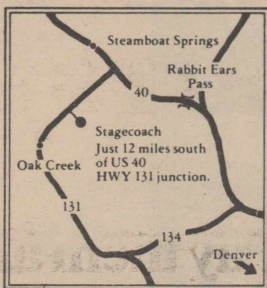 Steamboat Springs
Rabbit Ears
Pass
40
Stagecoach
Just 12 miles south
of US 40
HWY 131 junction.
Oak Creek
131
134
Denver